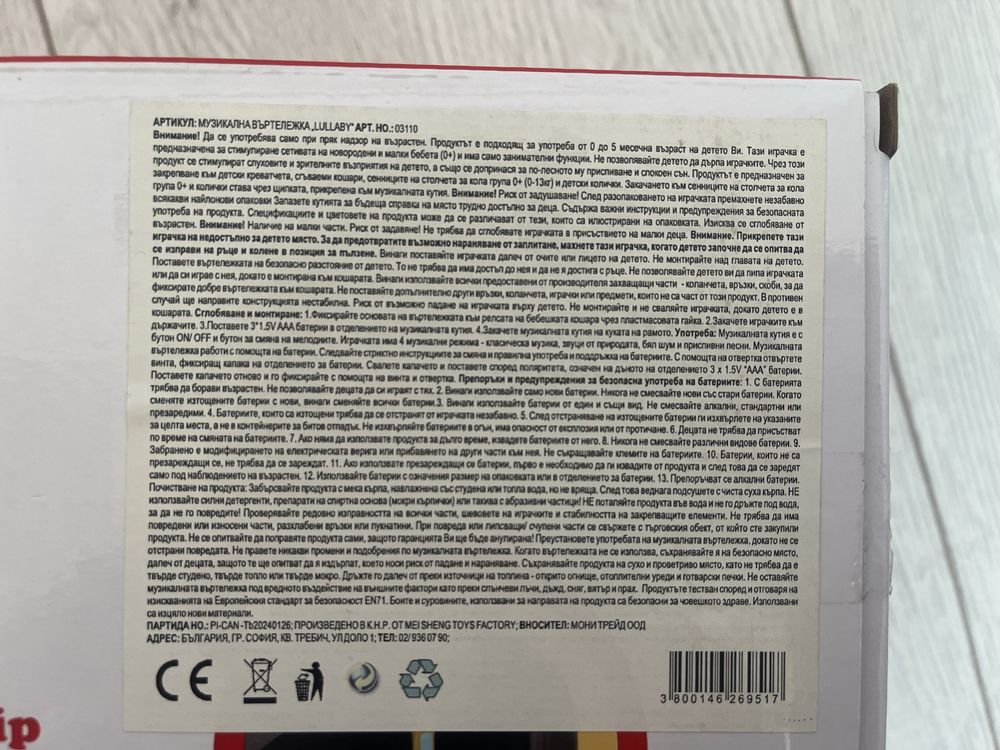 АРТИКУЛ: МУЗИКАЛНА ВЪРТЕЛЕЖКА „LULLABY“ АРТ. НО.: 03110
Внимание! Да се употребява само при пряк надзор на възрастен. Продуктът е подходящ за употреба от 0 до 5 месечна възраст на детето Ви. Тази играчка е
предназначена за стимулиране сетивата на новородени и малки бебета (0+) и има само занимателни функции. Не позволявайте детето да дърпа играчките. Чрез този
продукт се стимулират слуховите и зрителните възприятия на детето, а също се допринася за по-лесното му приспиване и спокоен сън. Продуктът е предназначен за
закрепване към детски креватчета, сгъваеми кошари, сенниците на столчета за кола група 0+ (0-13кг) и детски колички. Закачането към сенниците на столчета за кола
група 0+ и колички става чрез щипката, прикрепена към музикалната кутия. Внимание! Риск от задушаване! След разопаковането на играчката премахнете незабавно
всякакви найлонови опаковки Запазете кутията за бъдеща справка на място трудно достъпно за деца. Съдържа важни инструкции и предупреждения за безопасната
употреба на продукта. Спецификациите и цветовете на продукта може да се различават от тези, които са илюстрирани на опаковката. Изисква се сглобяване от
възрастен. Внимание! Наличие на малки части. Риск от задавяне! Не трябва да сглобявате играчката в присъствието на малки деца. Внимание. Прикрепете тази
играчка на недостъпно за детето място. За да предотвратите възможно нараняване от заплитане, махнете тази играчка, когато детето започне да се опитва да
се изправи на ръце и колене в позиция за пълзене. Винаги поставяйте играчката далеч от очите или лицето на детето. Не монтирайте над главата на детето.
Поставете въртележката на безопасно разстояние от детето. То не трябва да има достъп до нея и да не я достига с ръце. Не позволявайте детето ви да пипа играчката
или да си играе с нея, докато е монтирана към кошарата. Винаги използвайте всички предоставени от производителя захващащи части - копанчета, връзки, скоби, за да
фиксирате добре въртележката към кошарата. Не поставяйте допълнително други връзки, коланчета, играчки или предмети, които не са част от този продукт. В противен
случай ще направите конструкцията нестабилна. Риск от възможно падане на играчката върху детето. Не монтирайте и не сваляйте играчката, докато детето е в
кошарата. Сглобяване и монтиране: 1.Фиксирайте основата на въртележката към релсата на бебешката кошара чрез пластмасовата гайка. 2.Закачете играчките към
държачите. 3.Поставете 3*1.5V AAA батерии в отделението на музикалната кутия. 4.Закачете музикалната кутия на куката на рамото. Употреба: Музикалната кутия е с
бутон ON/ OFF и бутон за смяна на мелодиите. Играчката има 4 музикални режима - класическа музика, звуци от природата, бял шум и приспивни песни. Музикалната
въртележка работи с помощта на батерии. Следвайте стриктно инструкциите за смяна и правилна употреба и поддръжка на батериите. С помощта на отвертка отвъртете
винта, фиксиращ капака на отделението за батерии. Свалете капачето и поставете според поляритета, означен на дъното на отделението 3 x 1.5V "AAA" батерии.
Поставете капачето отново и го фиксирайте с помощта на винта и отвертка. Препоръки и предупреждения за безопасна употреба на батериите: 1. С батерията
трябва да борави възрастен. Не позволявайте децата да си играят с тях. 2. Винаги използвайте само нови батерии. Никога не смесвайте нови със стари батерии. Когато
сменяте изтощените батерии с нови, винаги сменяйте всички батерии.3. Винаги използвайте батерии от един и същи вид. Не смесвайте алкални, стандартни или
презаредими. 4. Батериите, които са изтощени трябва да се отстранят от играчката незабавно. 5. След отстраняване на изтощените батерии ги изхвърлете на указаните
за целта места, а не в контейнерите за битов отпадък. Не изхвърляйте батериите в огън, има опасност от експлозия или от протичане. 6. Децата не трябва да присъстват
по време на смяната на батериите. 7. Ако няма да използвате продукта за дълго време, извадете батериите от него. 8. Никога не смесвайте различни видове батерии. 9.
Забранено е модифицирането на електрическата верига или прибавянето на други части към нея. Не съкращавайте клемите на батериите. 10. Батерии, които не са
презареждащи се, не трябва да се зареждат. 11. Ако използвате презареждащи се батерии, първо е необходимо да ги извадите от продукта и след това да се заредят
само под наблюдението на възрастен. 12. Използвайте батерии с означения размер на опаковката или в отделението за батерии. 13. Препоръчват се алкални батерии.
Почистване на продукта: Забърсвайте продукта с мека кърпа, навлажнена със студена или топла вода, но не вряща. След това веднага подсушете с чиста суха кърпа. НЕ
използвайте силни детергенти, препарати на спиртна основа (мокри кърпички) или такива с абразивни частици! НЕ потапяйте продукта във вода и не го дръжте под вода,
за да не го повредите! Проверявайте редовно изправността на всички части, шевовете на играчките и стабилността на закрепващите елементи. Не трябва да има
повредени или износени части, разхлабени връзки или пукнатини. При повреда или липсващи/ счупени части се свържете с търговския обект, от който сте закупили
продукта. Не се опитвайте да поправяте продукта сами, защото гаранцията Ви ще бъде анулирана! Преустановете употребата на музикалната въртележка, докато не се
отстрани повредата. Не правете никакви промени и подобрения по музикалната въртележка. Когато въртележката не се използва, съхранявайте я на безопасно място,
далеч от децата, защото те ще опитват да я издърпат, което носи риск от падане и нараняване. Съхранявайте продукта на сухо и проветриво място, като не трябва да е
твърде студено, твърде топло или твърде мокро. Дръжте го далеч от преки източници на топлина - открито огнище, отоплителни уреди и готварски печки. Не оставяйте
музикалната въртележка под вредното въздействие на външните фактори като преки слънчеви лъчи, дъжд, сняг, вятър и прах. Продуктът е тестван според и отговаря на
изискванията на Европейския стандарт за безопасност EN71. Боите и суровините, използвани за направата на продукта са безопасни за човешкото здраве. Използвани
са изцяло нови материали.
ПАРТИДА НО.: PI-CAN-Tb20240126; ПРОИЗВЕДЕНО В К.Н.Р. ОТ MEI SHENG TOYS FACTORY; ВНОСИТЕЛ: МОНИ ТРЕЙД ООД
АДРЕС: БЪЛГАРИЯ, ГР. СОФИЯ, КВ. ТРЕБИЧ, УЛ ДОЛО 1; ТЕЛ: 02/ 936 07 90;
CE
3 800146 269517
ip